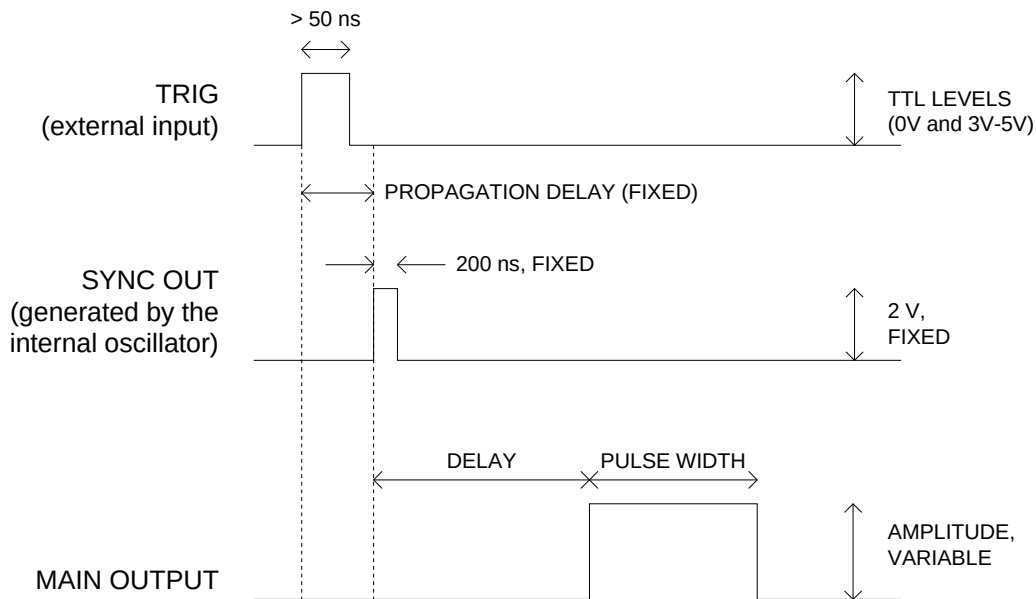 > 50 ns
TRIG
(external input)
TTL LEVELS
(0V and 3V-5V)
PROPAGATION DELAY (FIXED)
200 ns, FIXED
SYNC OUT
(generated by the
internal oscillator)
2 V,
FIXED
DELAY
PULSE WIDTH
AMPLITUDE,
VARIABLE
MAIN OUTPUT